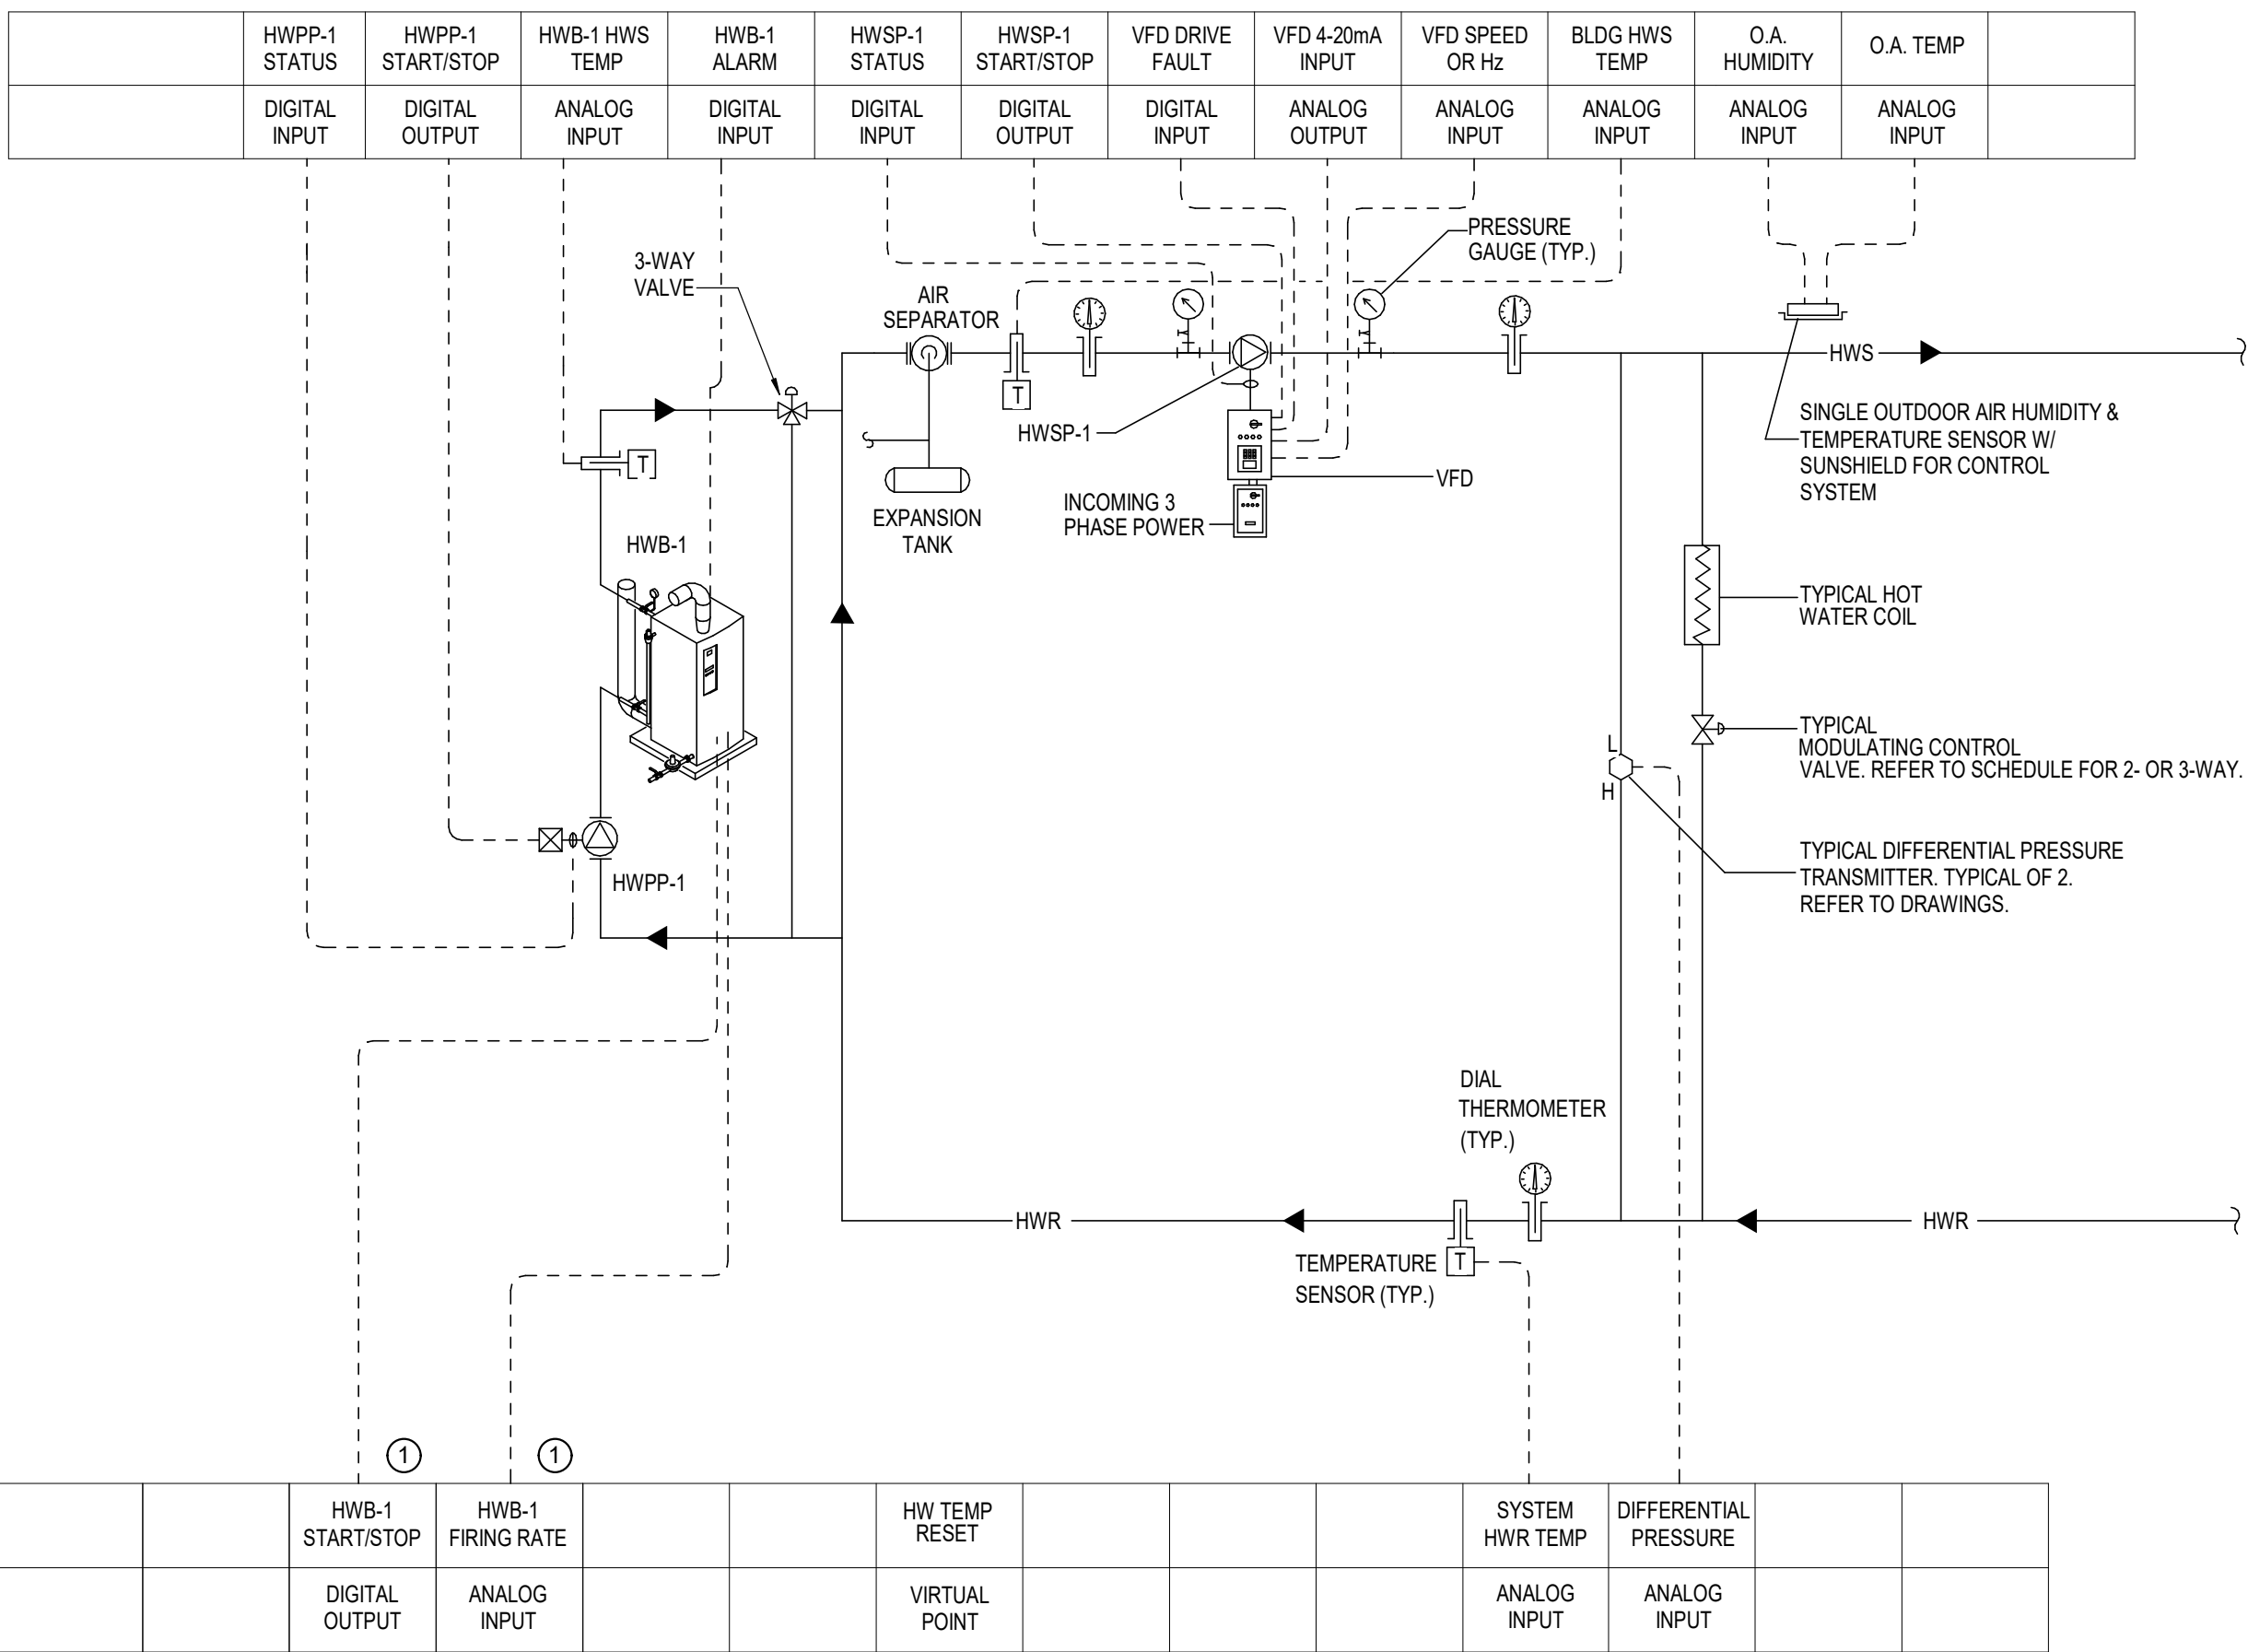 HWPP-1
STATUS
HWPP-1
START/STOP
HWB-1 HWS
TEMP
HWB-1
ALARM
HWSP-1
STATUS
HWSP-1
START/STOP
VFD DRIVE
FAULT
VFD 4-20mA
INPUT
VFD SPEED
OR Hz
BLDG HWS
TEMP
O.A.
HUMIDITY
O.A. TEMP
DIGITAL
INPUT
DIGITAL
OUTPUT
ANALOG
INPUT
DIGITAL
INPUT
DIGITAL
INPUT
DIGITAL
OUTPUT
DIGITAL
INPUT
ANALOG
OUTPUT
ANALOG
INPUT
ANALOG
INPUT
ANALOG
INPUT
ANALOG
INPUT
PRESSURE
GAUGE (TYP.)
3-WAY
VALVE
AIR
SEPARATOR
HWS
T
SINGLE OUTDOOR AIR HUMIDITY &
TEMPERATURE SENSOR W/
SUNSHIELD FOR CONTROL
SYSTEM
HWSP-1
T
VFD
INCOMING 3
PHASE POWER
EXPANSION
TANK
HWB-1
TYPICAL HOT
WATER COIL
TYPICAL
MODULATING CONTROL
VALVE. REFER TO SCHEDULE FOR 2- OR 3-WAY.
L
H
TYPICAL DIFFERENTIAL PRESSURE
TRANSMITTER. TYPICAL OF 2.
REFER TO DRAWINGS.
HWPP-1
DIAL
THERMOMETER
(TYP.)
HWR
HWR
TEMPERATURE
SENSOR (TYP.)
T
1
1
HWB-1
START/STOP
HWB-1
FIRING RATE
HW TEMP
RESET
SYSTEM
HWR TEMP
DIFFERENTIAL
PRESSURE
DIGITAL
OUTPUT
ANALOG
INPUT
VIRTUAL
POINT
ANALOG
INPUT
ANALOG
INPUT